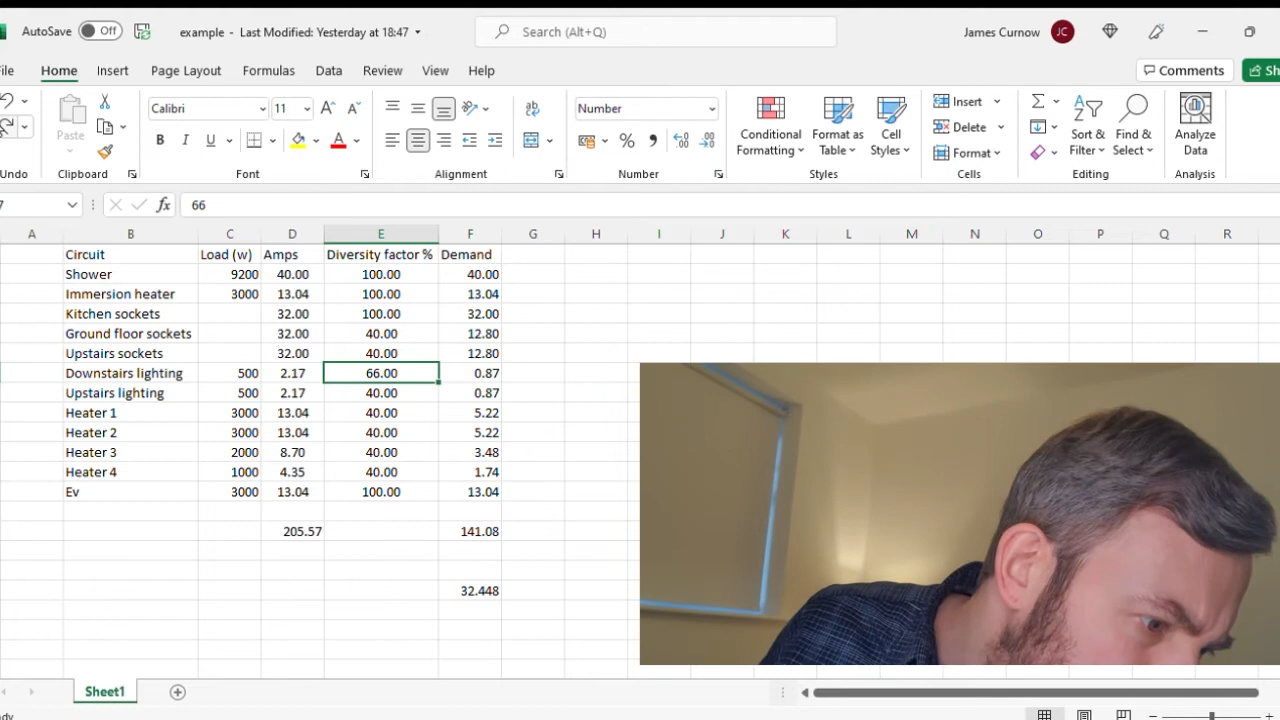 AutoSave Off example - Last Modified: Yesterday at 18:47 Search (Alt+Q) James Curnow JC
File Home Insert Page Layout Formulas Data Review View Help Comments Sh
Paste Calibri 11 A A ab Number Insert Σ
B I U A % , Conditional Formatting Format as Table Cell Styles Delete Format Sort & Filter Find & Select Analyze Data
Undo Clipboard Font Alignment Number Styles Cells Editing Analysis
7 fx 66
A B C D E F G H I J K L M N O P Q R
Circuit Load (w) Amps Diversity factor % Demand
Shower 9200 40.00 100.00 40.00
Immersion heater 3000 13.04 100.00 13.04
Kitchen sockets 32.00 100.00 32.00
Ground floor sockets 32.00 40.00 12.80
Upstairs sockets 32.00 40.00 12.80
Downstairs lighting 500 2.17 66.00 0.87
Upstairs lighting 500 2.17 40.00 0.87
Heater 1 3000 13.04 40.00 5.22
Heater 2 3000 13.04 40.00 5.22
Heater 3 2000 8.70 40.00 3.48
Heater 4 1000 4.35 40.00 1.74
Ev 3000 13.04 100.00 13.04
205.57 141.08
32.448
Sheet1